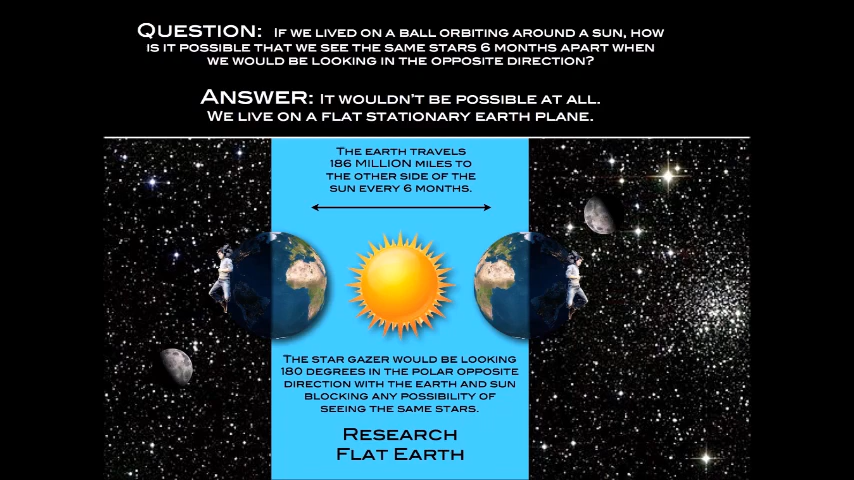 QUESTION: IF WE LIVED ON A BALL ORBITING AROUND A SUN, HOW
IS IT POSSIBLE THAT WE SEE THE SAME STARS 6 MONTHS APART WHEN
WE WOULD BE LOOKING IN THE OPPOSITE DIRECTION?
ANSWER: IT WOULDN'T BE POSSIBLE AT ALL.
WE LIVE ON A FLAT STATIONARY EARTH PLANE.
THE EARTH TRAVELS
186 MILLION MILES TO
THE OTHER SIDE OF THE
SUN EVERY 6 MONTHS.
THE STAR GAZER WOULD BE LOOKING
180 DEGREES IN THE POLAR OPPOSITE
DIRECTION WITH THE EARTH AND SUN
BLOCKING ANY POSSIBILITY OF
SEEING THE SAME STARS.
RESEARCH
FLAT EARTH